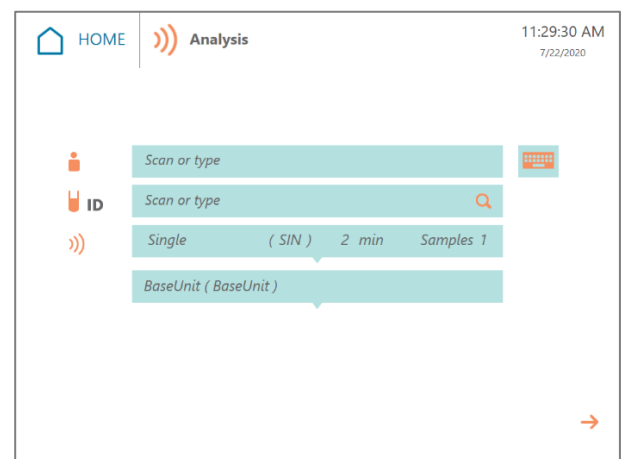 HOME
Analysis
11:29:30 AM
7/22/2020
Scan or type
ID
Scan or type
Single ( SIN ) 2 min Samples 1
BaseUnit ( BaseUnit )